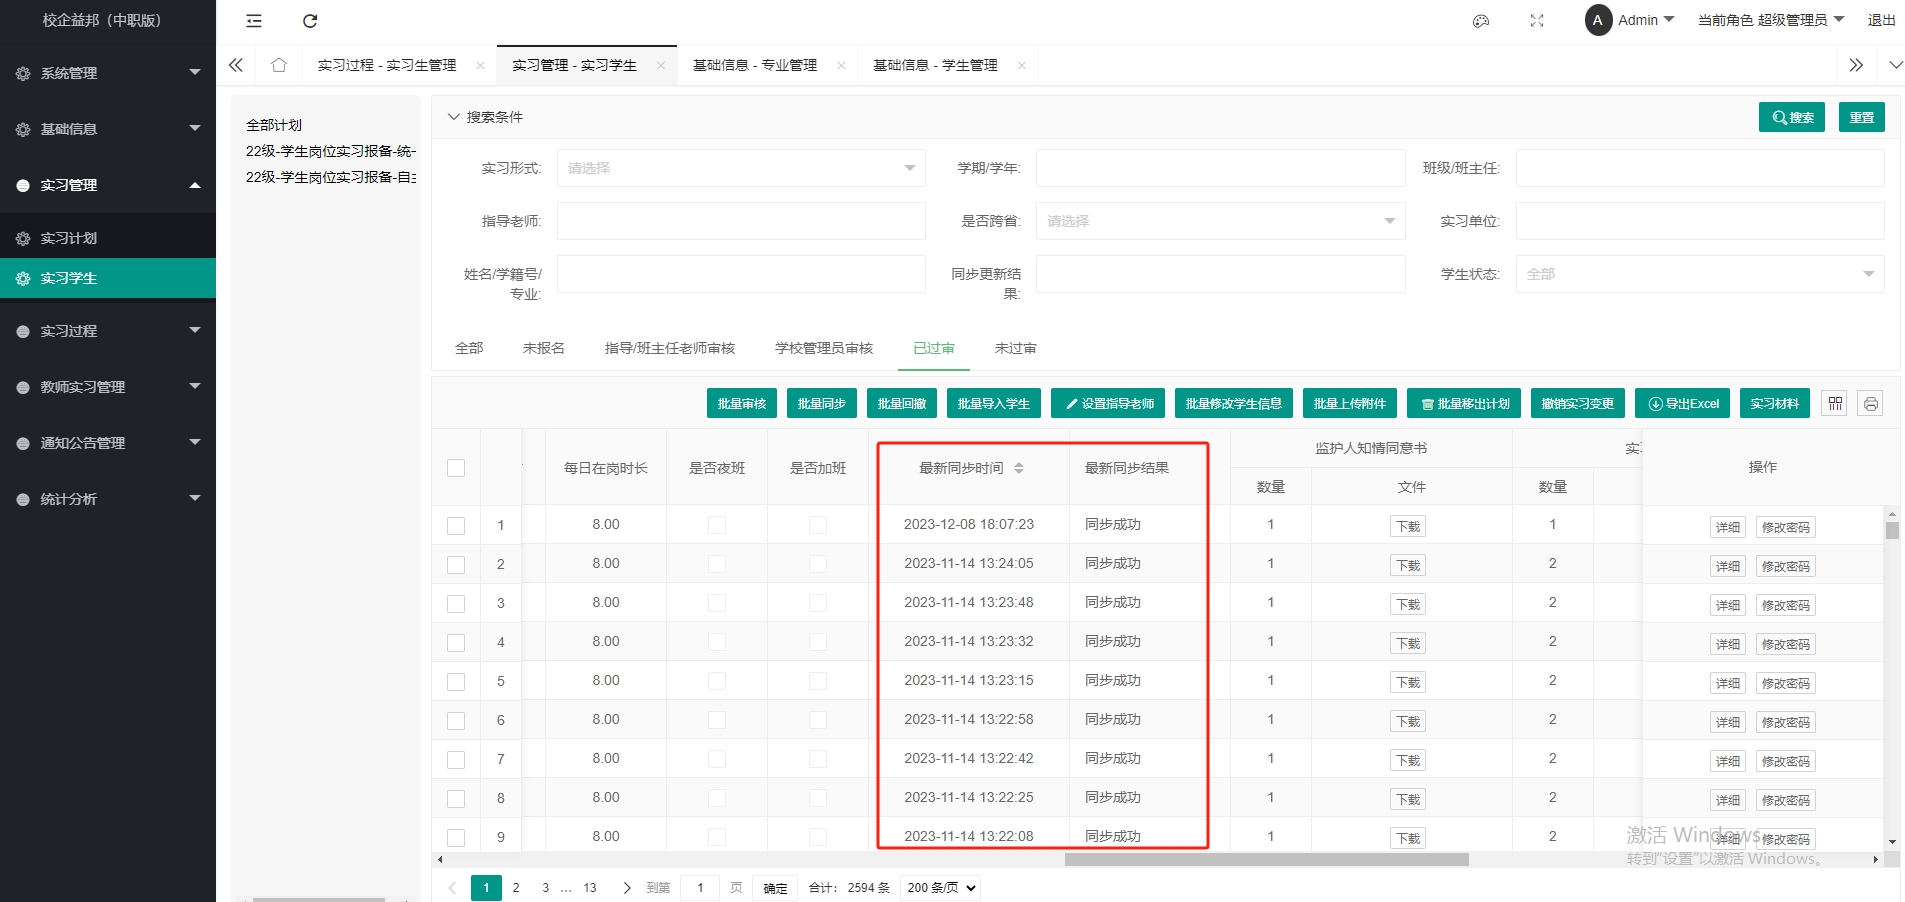 校企益邦（中职版）
A Admin 当前角色 超级管理员 退出
系统管理
基础信息
实习管理
实习计划
实习学生
实习过程
教师实习管理
通知公告管理
统计分析
实习过程 - 实习生管理 × 实习管理 - 实习学生 × 基础信息 - 专业管理 × 基础信息 - 学生管理 ×
全部计划
22级-学生岗位实习报备-统一
22级-学生岗位实习报备-自
搜索条件 搜索 重置
实习形式: 请选择 学期/学年: 班级/班主任:
指导老师: 是否跨省: 请选择 实习单位:
姓名/学籍号/专业: 同步更新结果: 学生状态: 全部
全部 未报名 指导/班主任老师审核 学校管理员审核 已过审 未过审
批量审核 批量同步 批量回撤 批量导入学生 设置指导老师 批量修改学生信息 批量上传附件 批量移出计划 撤销实习变更 导出Excel 实习材料
每日在岗时长 是否夜班 是否加班 最新同步时间 最新同步结果 监护人知情同意书 操作
数量 文件 数量
1 8.00 2023-12-08 18:07:23 同步成功 1 下载 1 详细 修改密码
2 8.00 2023-11-14 13:24:05 同步成功 1 下载 2 详细 修改密码
3 8.00 2023-11-14 13:23:48 同步成功 1 下载 2 详细 修改密码
4 8.00 2023-11-14 13:23:32 同步成功 1 下载 2 详细 修改密码
5 8.00 2023-11-14 13:23:15 同步成功 1 下载 2 详细 修改密码
6 8.00 2023-11-14 13:22:58 同步成功 1 下载 2 详细 修改密码
7 8.00 2023-11-14 13:22:42 同步成功 1 下载 2 详细 修改密码
8 8.00 2023-11-14 13:22:25 同步成功 1 下载 2 详细 修改密码
9 8.00 2023-11-14 13:22:08 同步成功 1 下载 2 详细 修改密码
激活 Windows
转到"设置"以激活 Windows。
1 2 3 … 13 到第 1 页 确定 合计： 2594 条 200 条/页